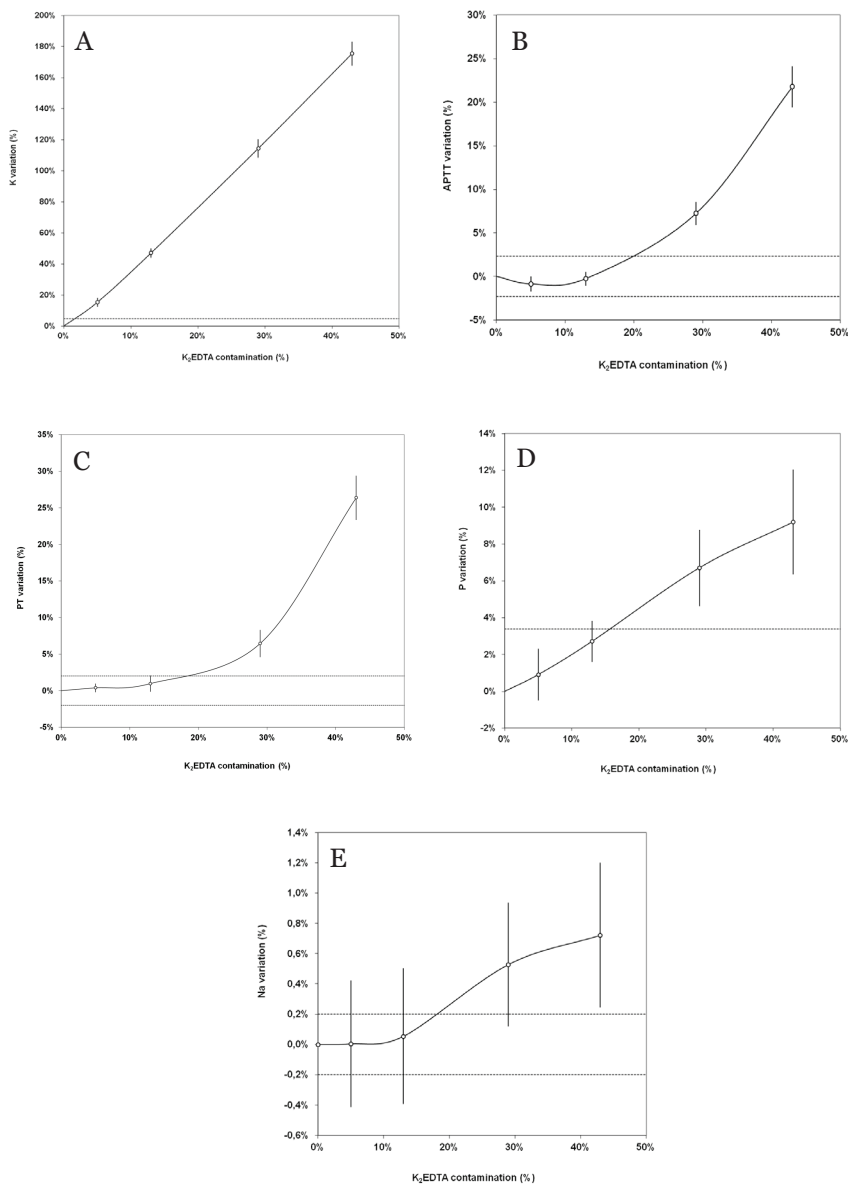 A
K variation (%)
200%
180%
160%
140%
120%
100%
80%
60%
40%
20%
0%
0% 10% 20% 30% 40% 50%
K₂EDTA contamination (%)
B
APTT variation (%)
30%
25%
20%
15%
10%
5%
0%
-5%
0% 10% 20% 30% 40% 50%
K₂EDTA contamination (%)
C
PT variation (%)
35%
30%
25%
20%
15%
10%
5%
0%
-5%
0% 10% 20% 30% 40% 50%
K₂EDTA contamination (%)
D
P variation (%)
14%
12%
10%
8%
6%
4%
2%
0%
-2%
0% 10% 20% 30% 40% 50%
K₂EDTA contamination (%)
E
Na variation (%)
1,4%
1,2%
1,0%
0,8%
0,6%
0,4%
0,2%
0,0%
-0,2%
-0,4%
-0,6%
0% 10% 20% 30% 40% 50%
K₂EDTA contamination (%)